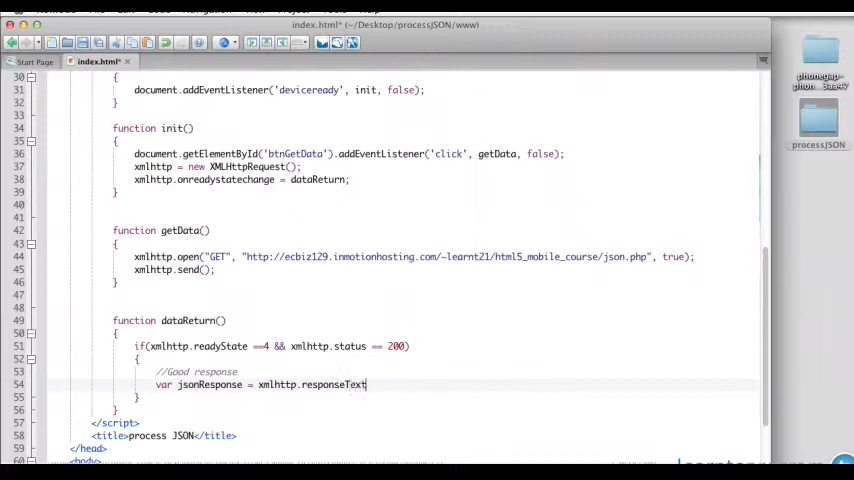 index.html* (~/Desktop/processJSON/www)
Start Page
index.html*
30 {
31 document.addEventListener('deviceready', init, false);
32 }
33
34 function init()
35 {
36 document.getElementById('btnGetData').addEventListener('click', getData, false);
37 xmlhttp = new XMLHttpRequest();
38 xmlhttp.onreadystatechange = dataReturn;
39 }
40
41
42 function getData()
43 {
44 xmlhttp.open("GET", "http://ecbiz129.inmotionhosting.com/~learnt21/html5_mobile_course/json.php", true);
45 xmlhttp.send();
46 }
47
48
49 function dataReturn()
50 {
51 if(xmlhttp.readyState ==4 && xmlhttp.status == 200)
52 {
53 //Good response
54 var jsonResponse = xmlhttp.responseText
55 }
56 }
57 </script>
58 <title>process JSON</title>
59 </head>
60 <body>
phonegap-
phon...3aa47
processJSON